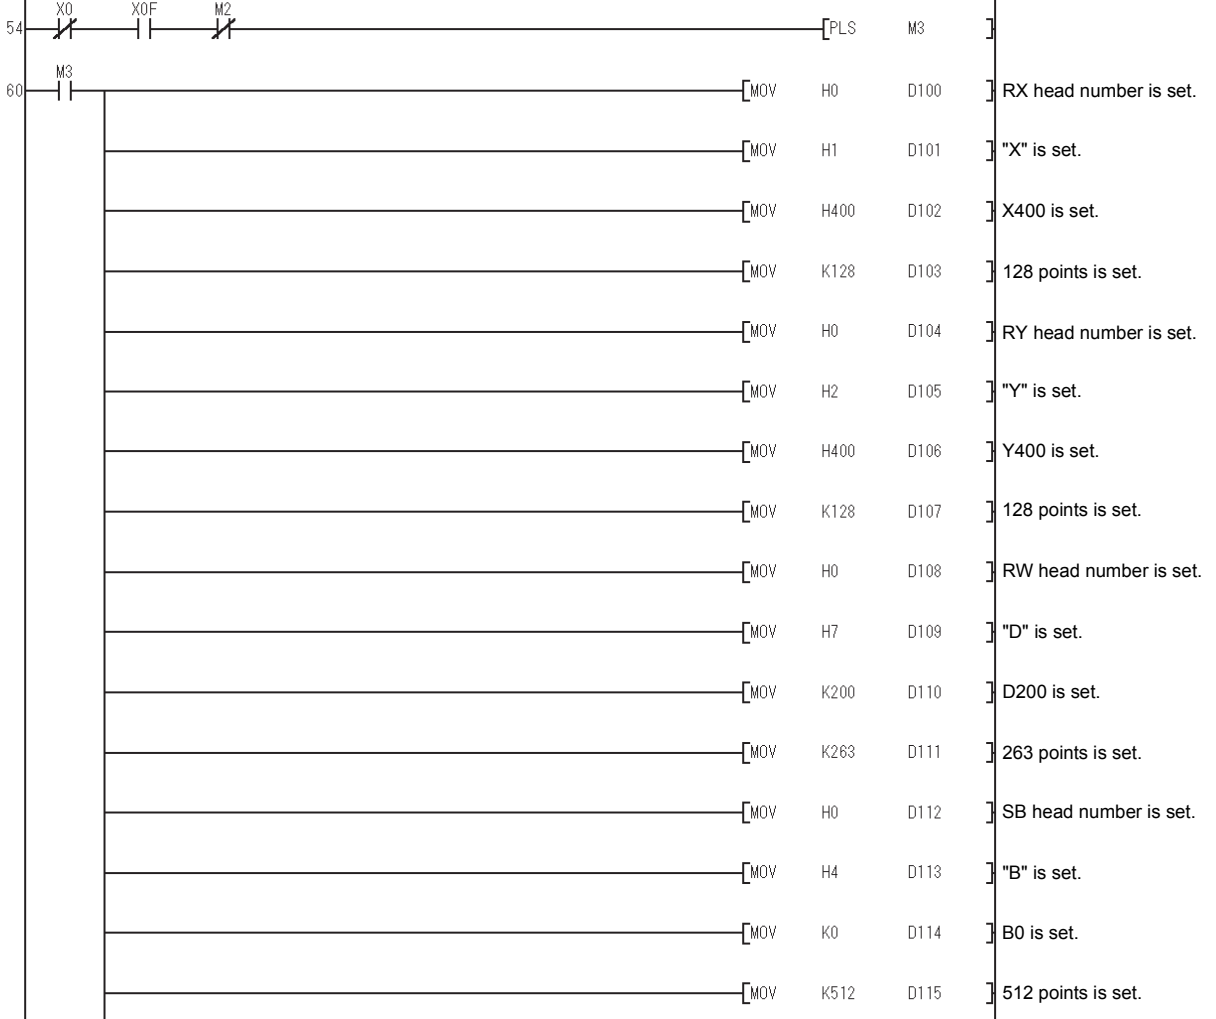 X0 X0F M2
54 PLS M3
M3
60 MOV H0 D100 RX head number is set.
MOV H1 D101 "X" is set.
MOV H400 D102 X400 is set.
MOV K128 D103 128 points is set.
MOV H0 D104 RY head number is set.
MOV H2 D105 "Y" is set.
MOV H400 D106 Y400 is set.
MOV K128 D107 128 points is set.
MOV H0 D108 RW head number is set.
MOV H7 D109 "D" is set.
MOV K200 D110 D200 is set.
MOV K263 D111 263 points is set.
MOV H0 D112 SB head number is set.
MOV H4 D113 "B" is set.
MOV K0 D114 B0 is set.
MOV K512 D115 512 points is set.